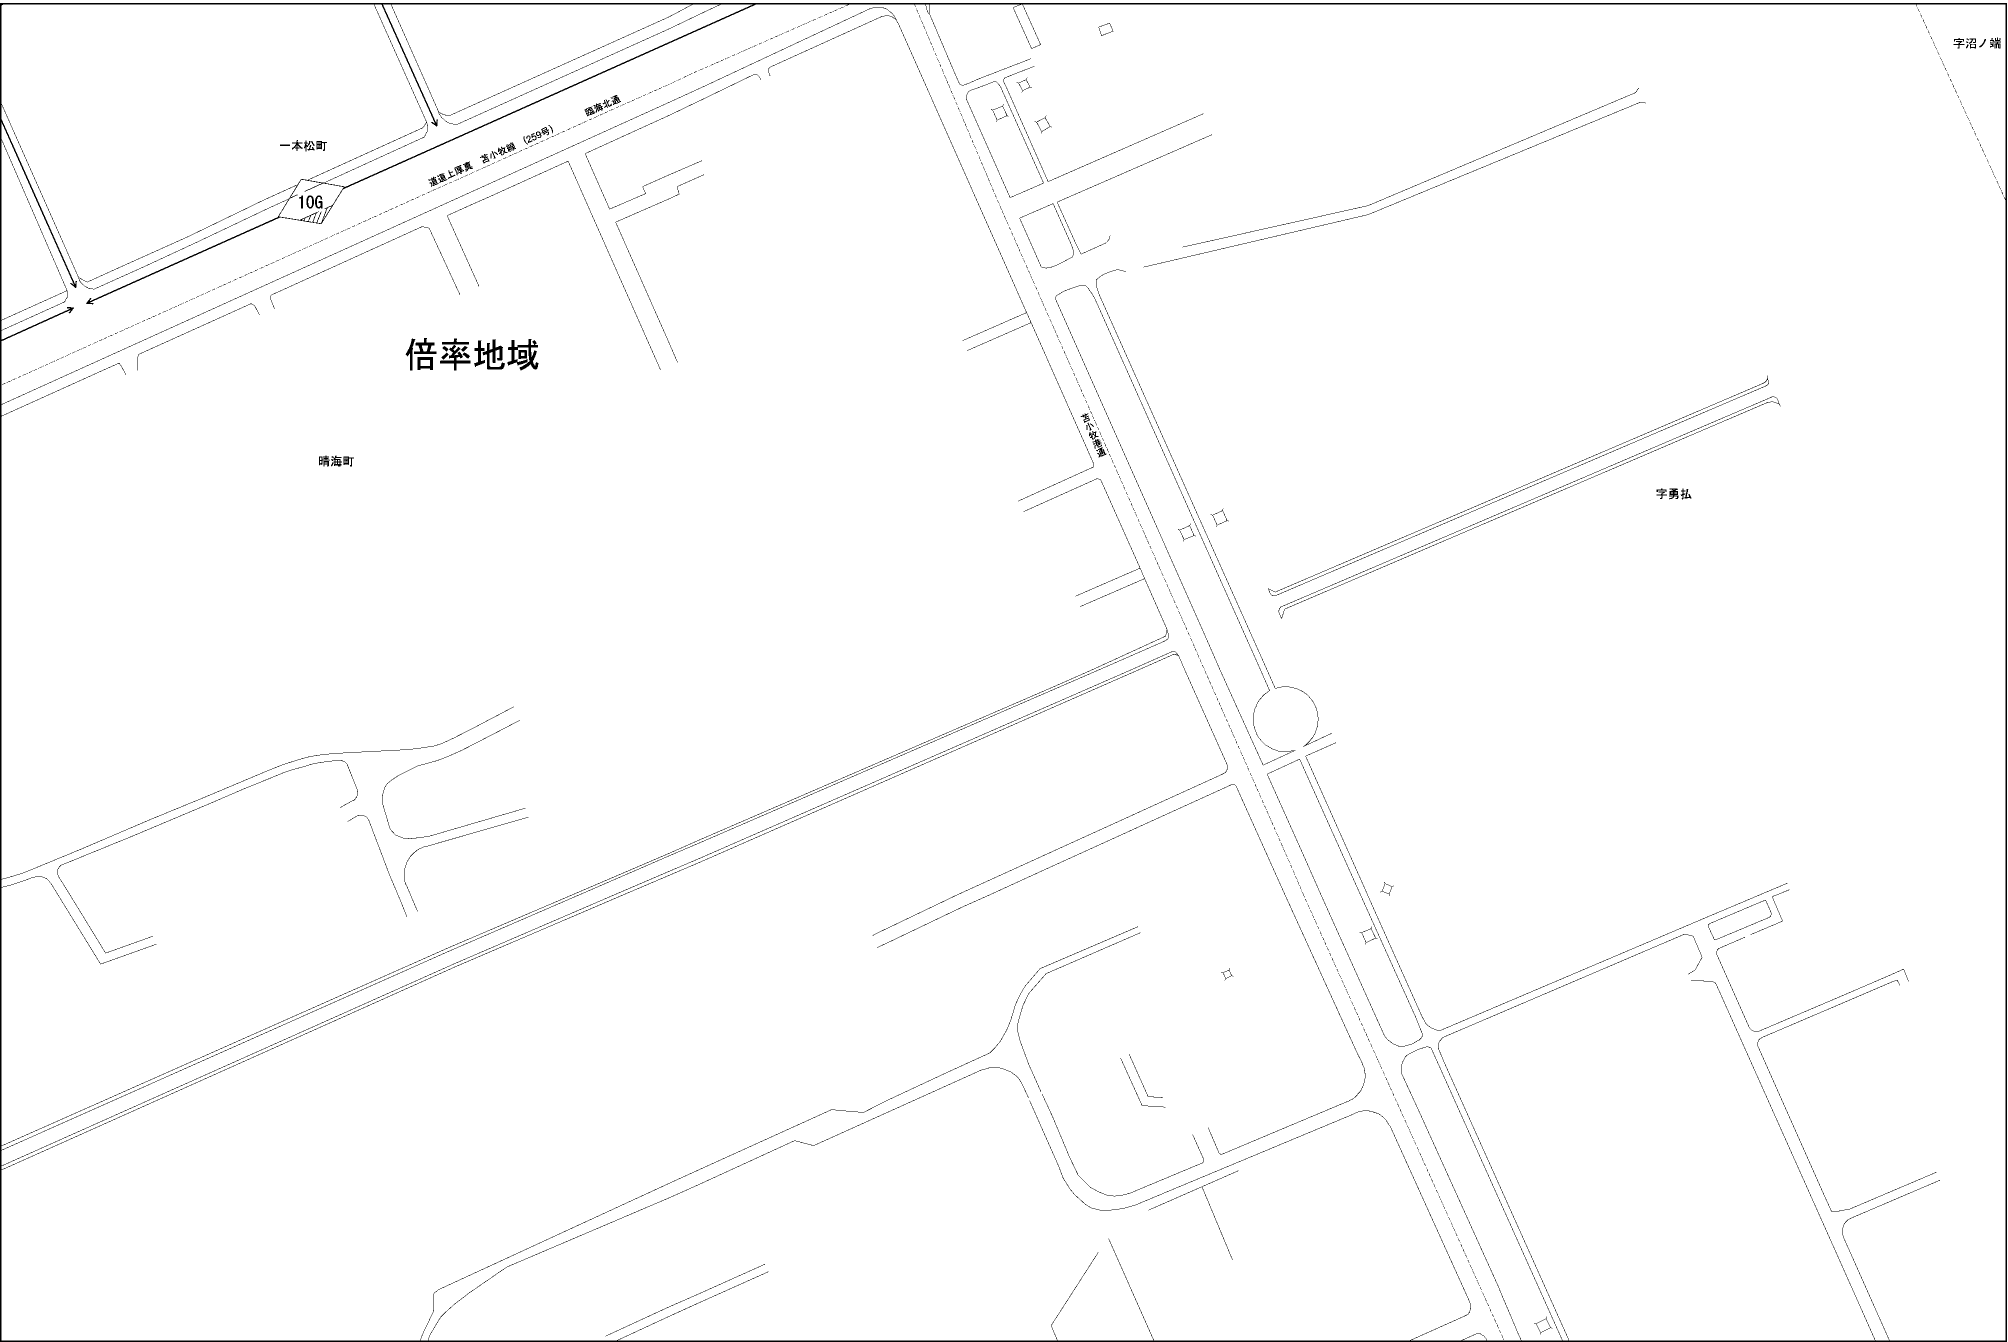 字沼ノ端
臨海北通
道道上厚真 苫小牧線 (259号)
一本松町
10G
倍率地域
苫小牧港通
晴海町
字勇払